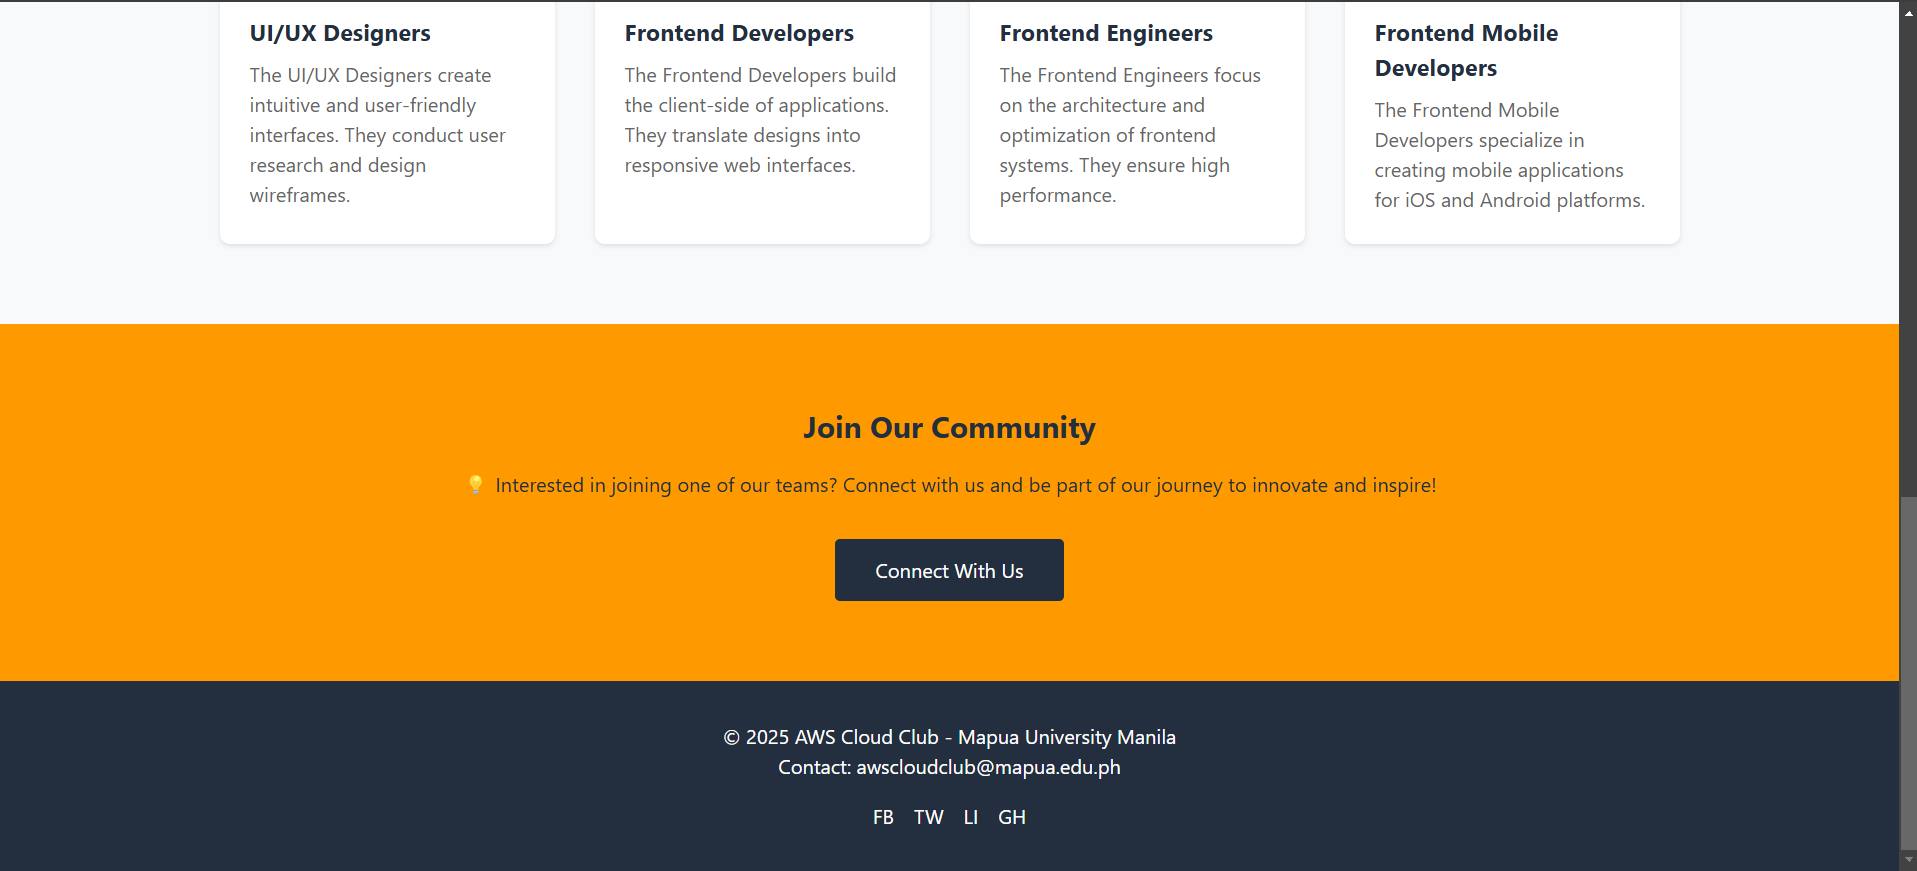 UI/UX Designers
The UI/UX Designers create
intuitive and user-friendly
interfaces. They conduct user
research and design
wireframes.
Frontend Developers
The Frontend Developers build
the client-side of applications.
They translate designs into
responsive web interfaces.
Frontend Engineers
The Frontend Engineers focus
on the architecture and
optimization of frontend
systems. They ensure high
performance.
Frontend Mobile
Developers
The Frontend Mobile
Developers specialize in
creating mobile applications
for iOS and Android platforms.
Join Our Community
💡 Interested in joining one of our teams? Connect with us and be part of our journey to innovate and inspire!
Connect With Us
© 2025 AWS Cloud Club - Mapua University Manila
Contact: awscloudclub@mapua.edu.ph
FB TW LI GH